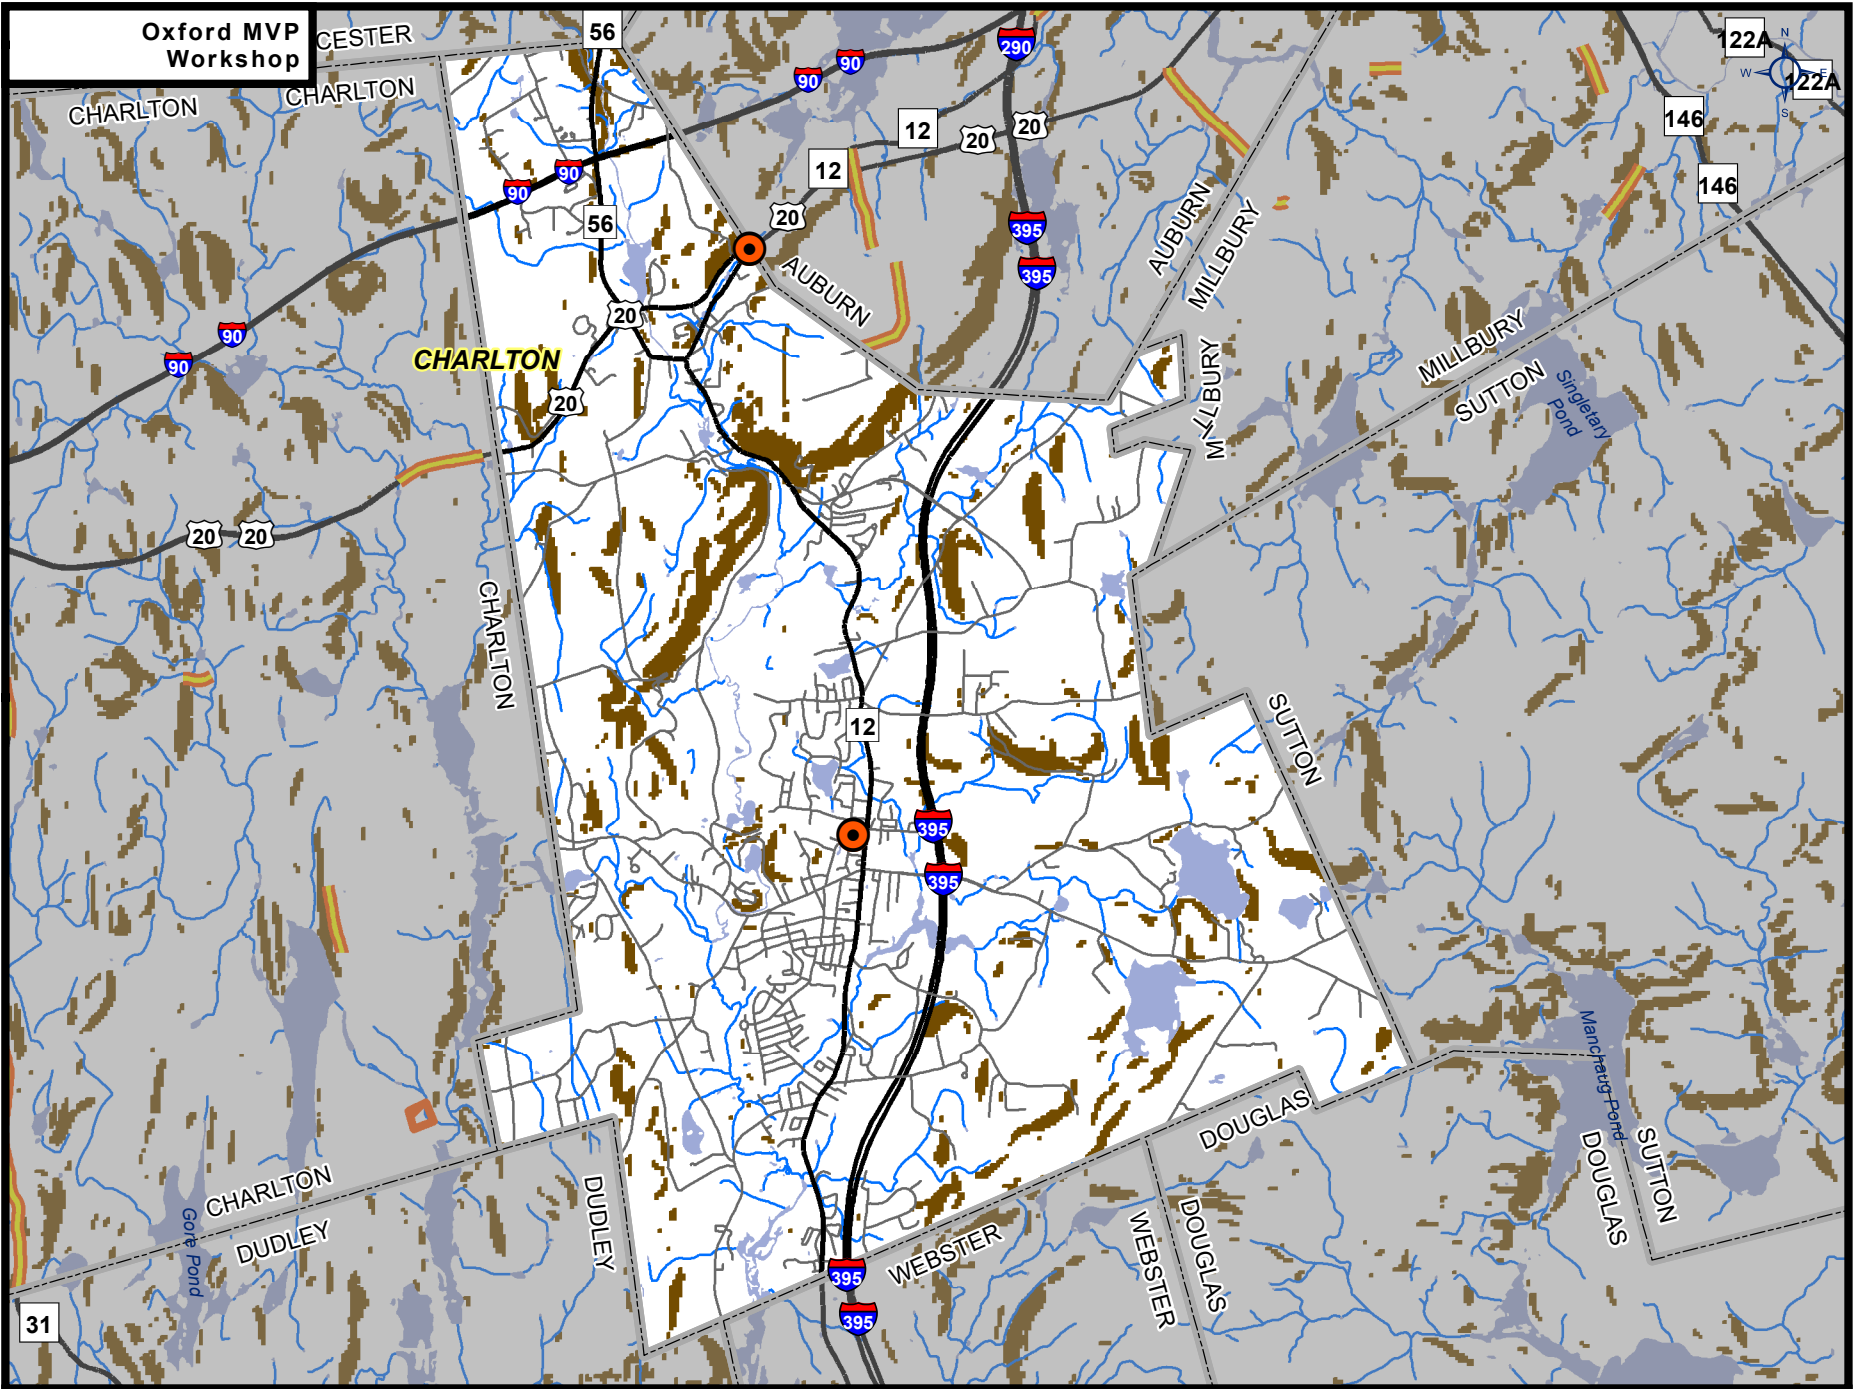 Oxford MVP
Workshop
CESTER
56
290
122A
N
W
E
S
122A
90
90
CHARLTON
CHARLTON
12
20
20
146
12
90
90
146
56
20
395
AUBURN
MILLBURY
395
AUBURN
20
90
90
CHARLTON
MILLBURY
MILLBURY
SUTTON
Singletary
Pond
20
20
20
CHARLTON
12
SUTTON
395
395
Manchaug Pond
DOUGLAS
SUTTON
DOUGLAS
CHARLTON
DUDLEY
DUDLEY
Gore Pond
WEBSTER
WEBSTER
DOUGLAS
395
395
31